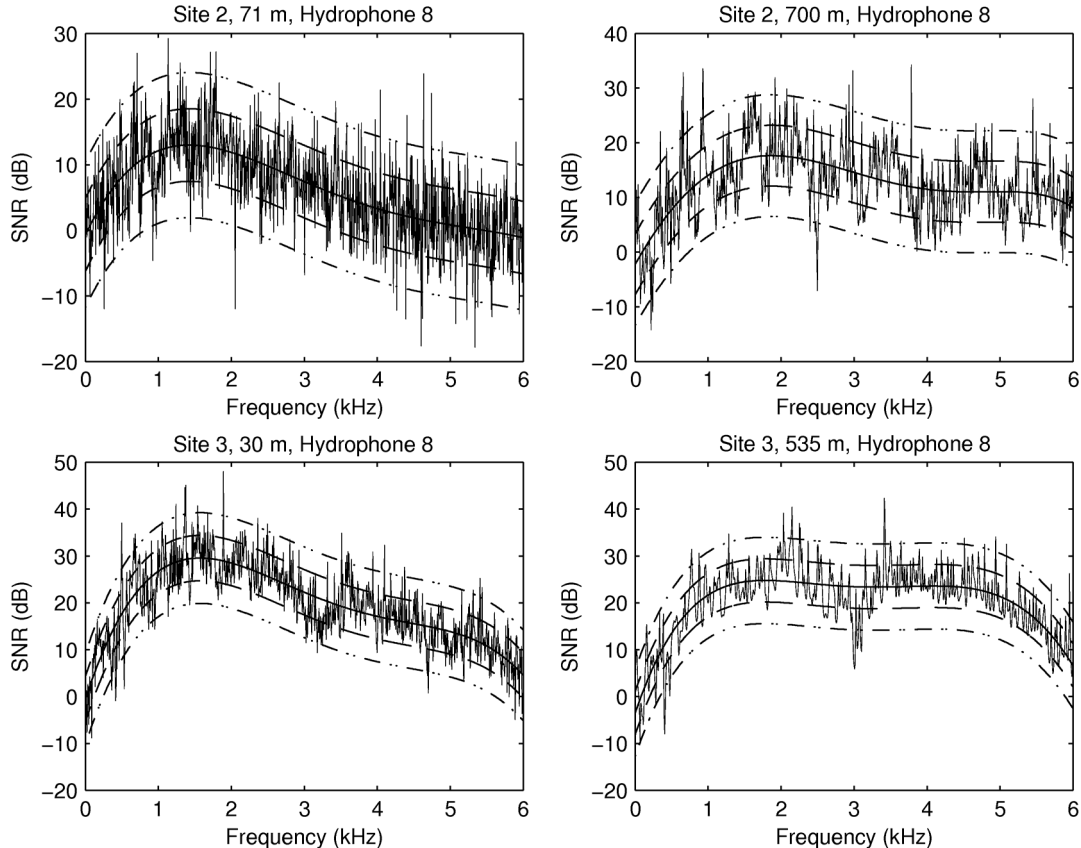 Site 2, 71 m, Hydrophone 8
30
20
10
0
−10
−20
SNR (dB)
0 1 2 3 4 5 6
Frequency (kHz)
Site 2, 700 m, Hydrophone 8
40
30
20
10
0
−10
−20
SNR (dB)
0 1 2 3 4 5 6
Frequency (kHz)
Site 3, 30 m, Hydrophone 8
50
40
30
20
10
0
−10
−20
SNR (dB)
0 1 2 3 4 5 6
Frequency (kHz)
Site 3, 535 m, Hydrophone 8
50
40
30
20
10
0
−10
−20
SNR (dB)
0 1 2 3 4 5 6
Frequency (kHz)